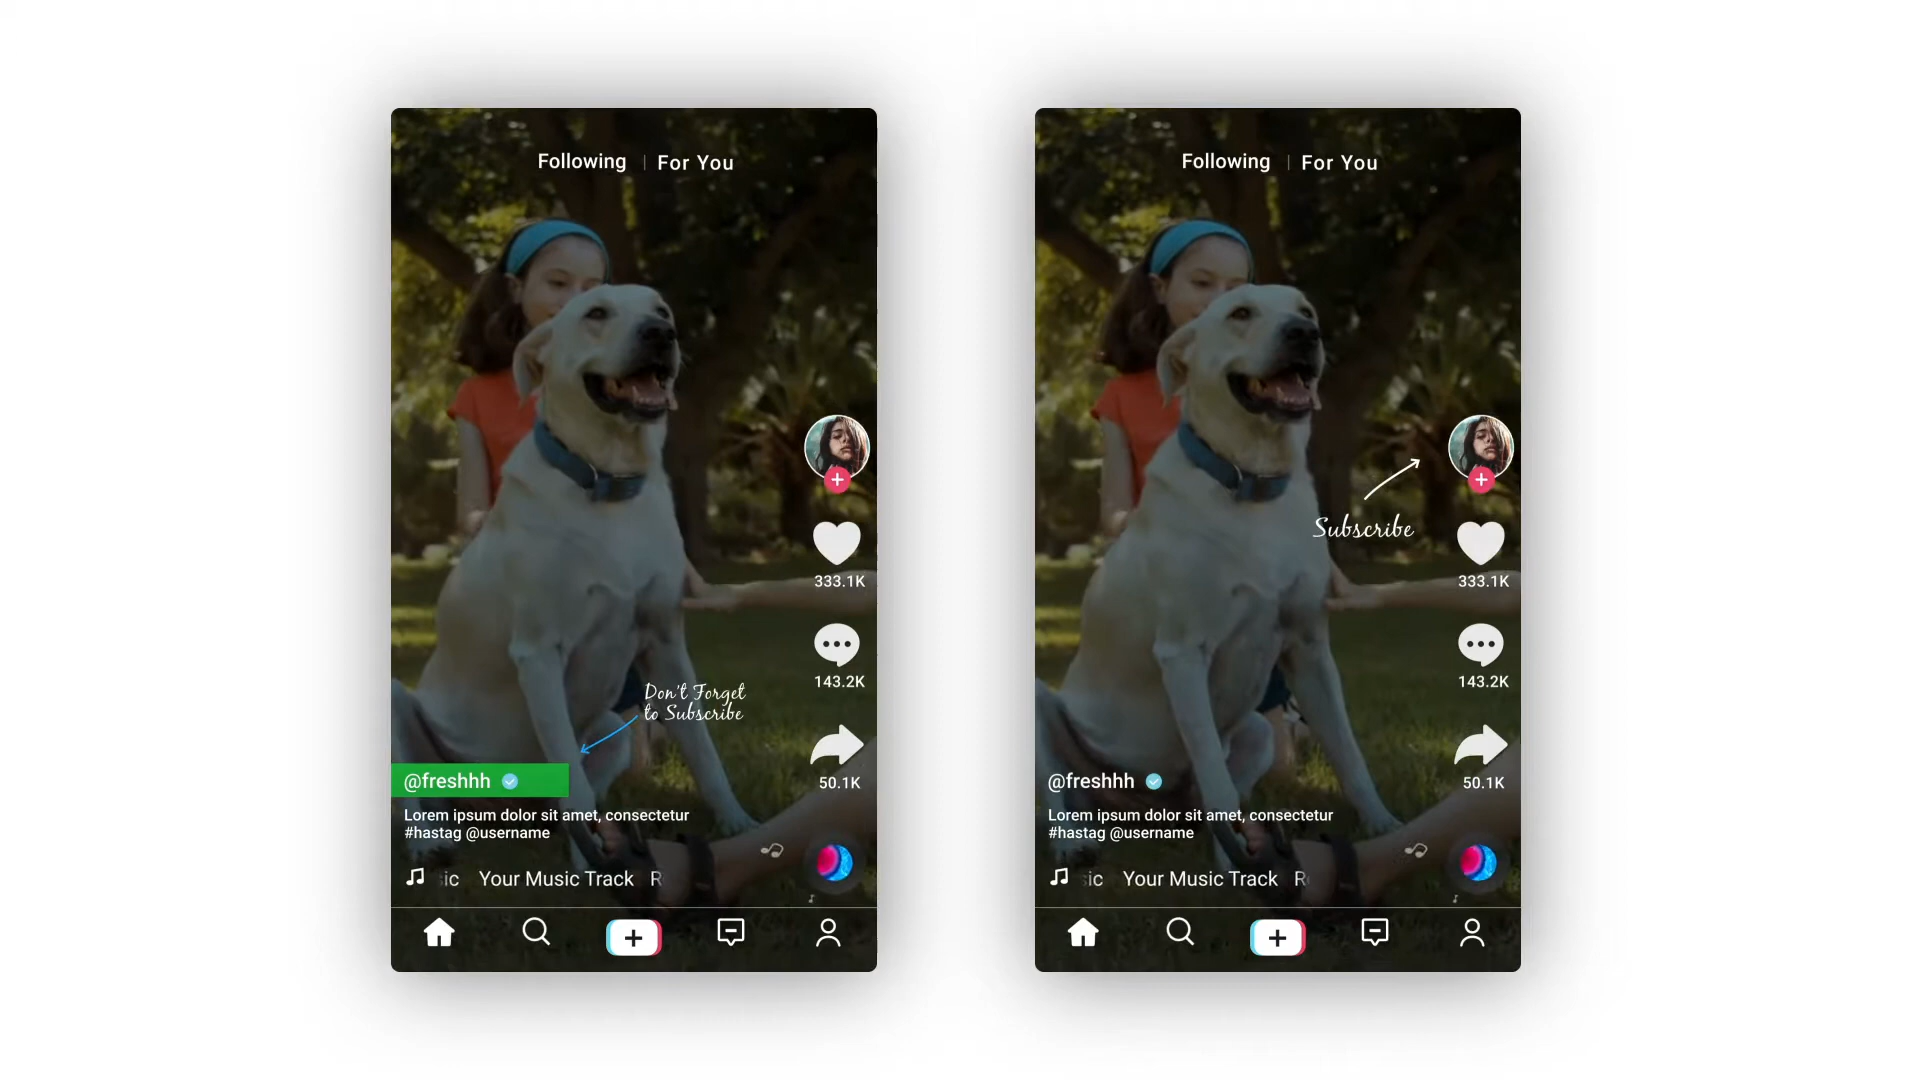 Following | For You
333.1K
143.2K
Don't Forget
to Subscribe
50.1K
@freshhh
Lorem ipsum dolor sit amet, consectetur
#hastag @username
sic Your Music Track R
Following | For You
Subscribe
333.1K
143.2K
50.1K
@freshhh
Lorem ipsum dolor sit amet, consectetur
#hastag @username
sic Your Music Track R